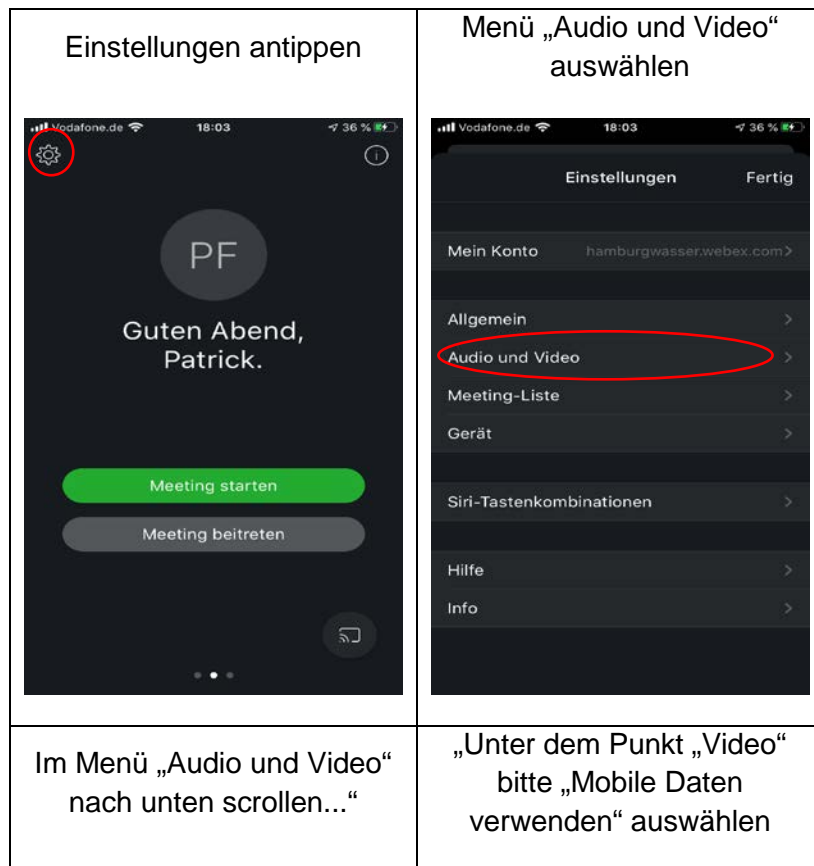 Einstellungen antippen
Menü „Audio und Video“
auswählen
Vodafone.de 18:03 36 %
PF
Guten Abend,
Patrick.
Meeting starten
Meeting beitreten
Vodafone.de 18:03 36 %
Einstellungen Fertig
Mein Konto hamburgwasser.webex.com
Allgemein
Audio und Video
Meeting-Liste
Gerät
Siri-Tastenkombinationen
Hilfe
Info
Im Menü „Audio und Video“
nach unten scrollen...“
„Unter dem Punkt „Video“
bitte „Mobile Daten
verwenden“ auswählen